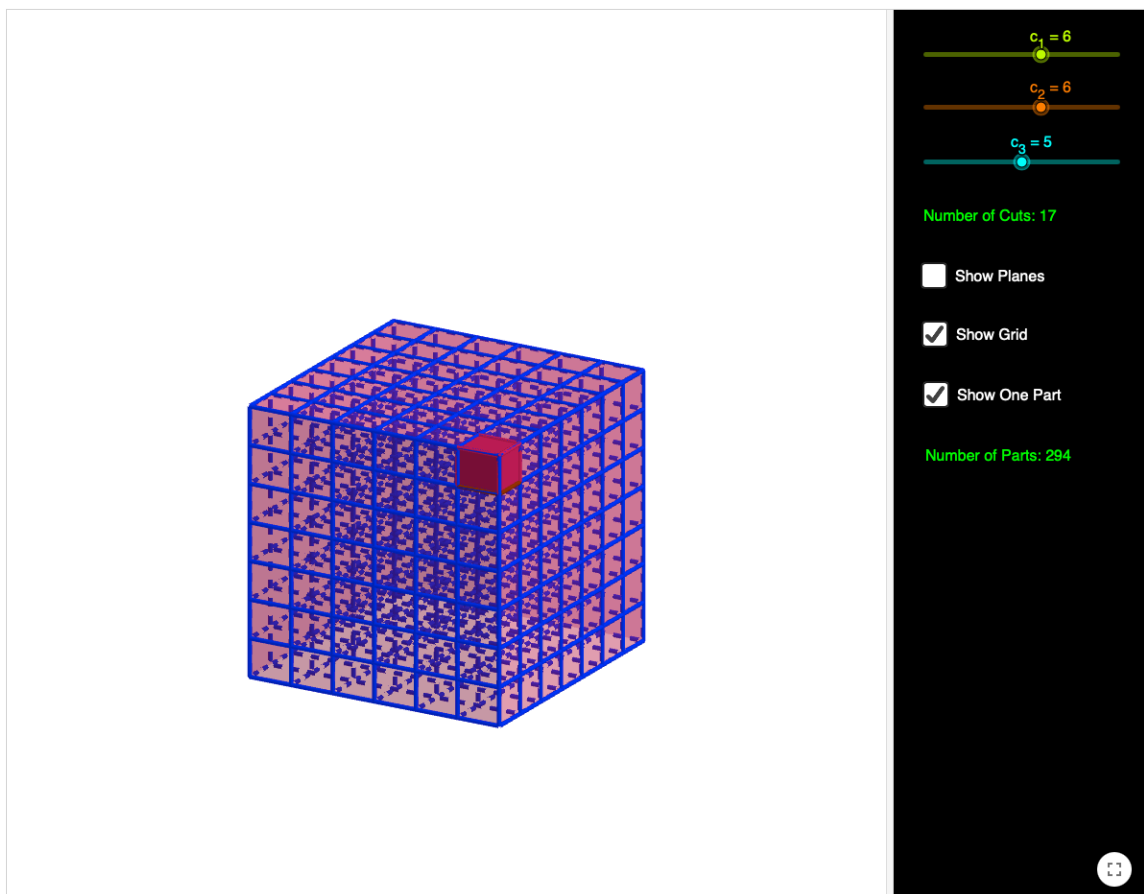 c₁ = 6
c₂ = 6
c₃ = 5
Number of Cuts: 17
Show Planes
Show Grid
Show One Part
Number of Parts: 294